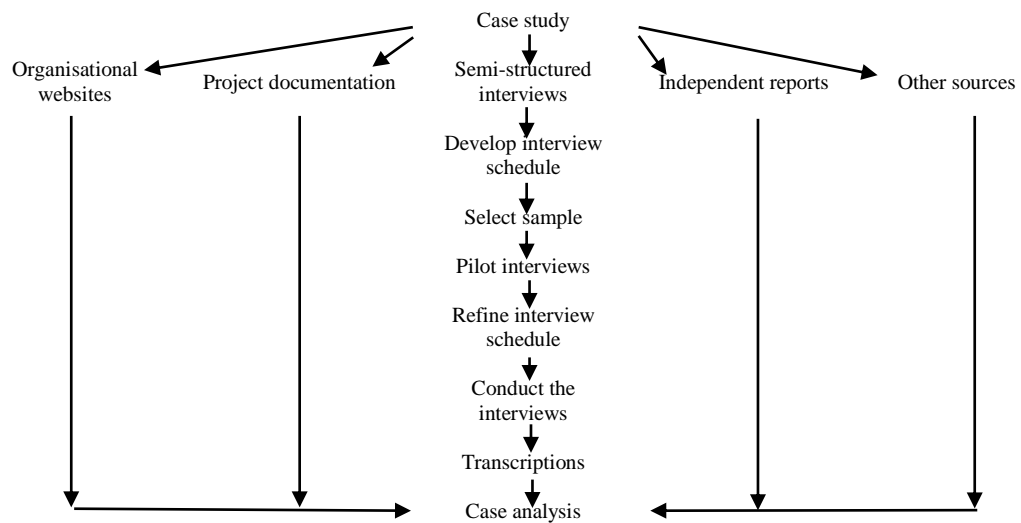 Case study
Organisational
websites
Project documentation
Semi-structured
interviews
Independent reports
Other sources
Develop interview
schedule
Select sample
Pilot interviews
Refine interview
schedule
Conduct the
interviews
Transcriptions
Case analysis